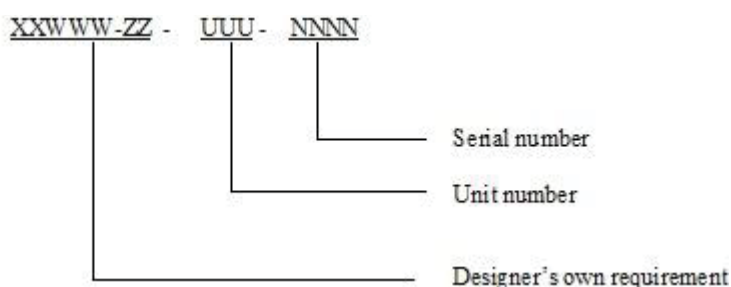 XXWWW-ZZ - UUU - NNNN
Serial number
Unit number
Designer's own requirement